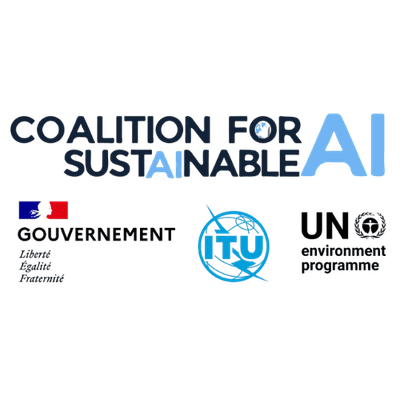 COALITION FOR AI
SUSTAINABLE
GOUVERNEMENT
Liberté
Égalité
Fraternité
ITU
UN
environment
programme